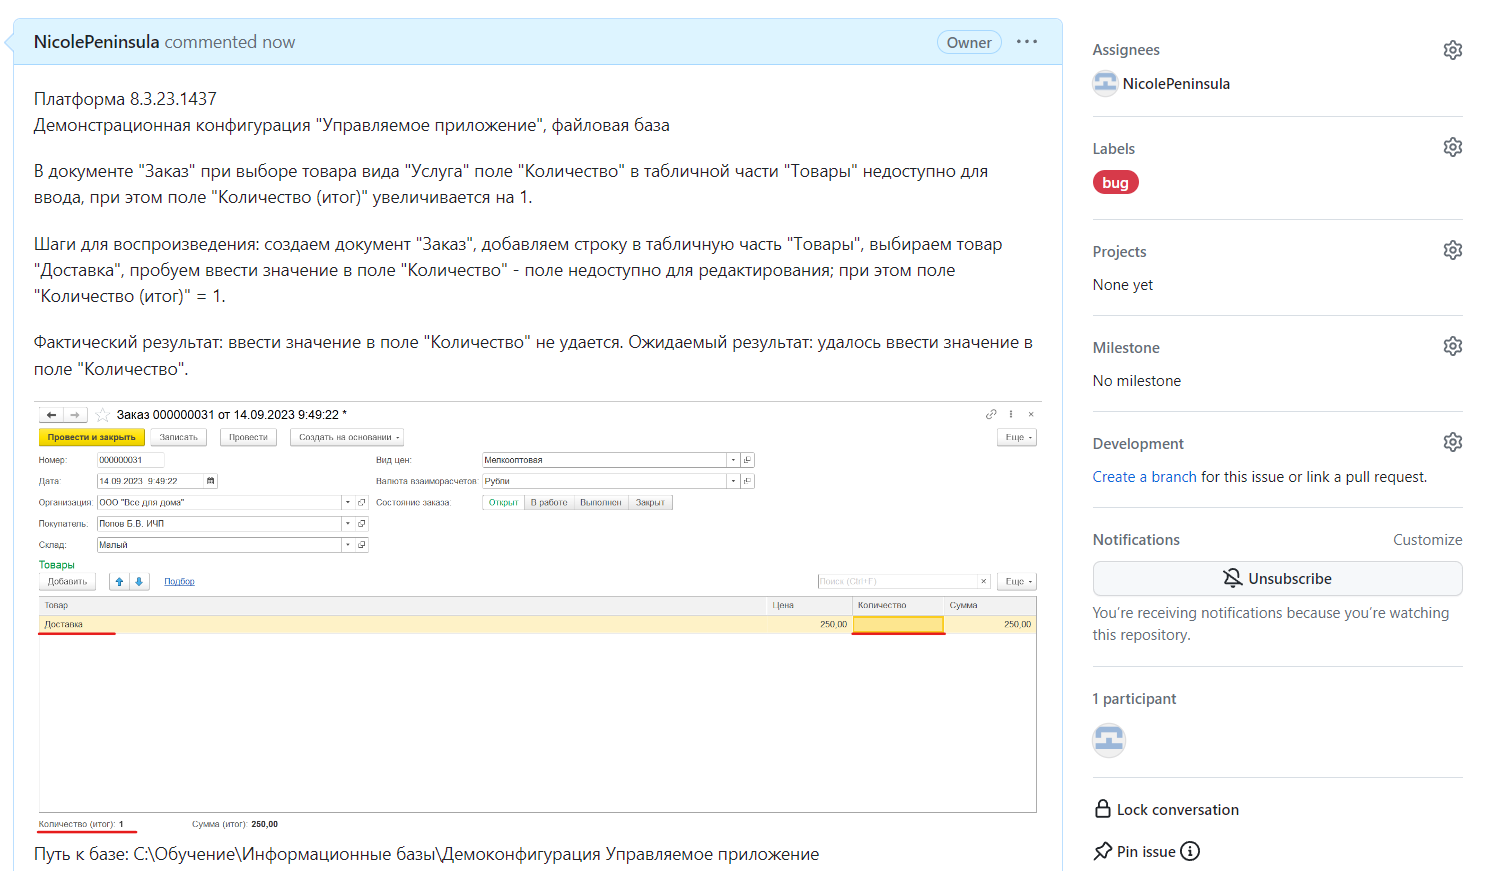 NicolePeninsula commented now
Owner
Платформа 8.3.23.1437
Демонстрационная конфигурация "Управляемое приложение", файловая база
В документе "Заказ" при выборе товара вида "Услуга" поле "Количество" в табличной части "Товары" недоступно для
ввода, при этом поле "Количество (итог)" увеличивается на 1.
Шаги для воспроизведения: создаем документ "Заказ", добавляем строку в табличную часть "Товары", выбираем товар
"Доставка", пробуем ввести значение в поле "Количество" - поле недоступно для редактирования; при этом поле
"Количество (итог)" = 1.
Фактический результат: ввести значение в поле "Количество" не удается. Ожидаемый результат: удалось ввести значение в
поле "Количество".
Заказ 000000031 от 14.09.2023 9:49:22 *
Провести и закрыть
Записать
Провести
Создать на основании
Еще
Номер: 000000031
Вид цен: Мелкооптовая
Дата: 14.09.2023 9:49:22
Валюта взаиморасчетов: Рубли
Организация: ООО "Все для дома"
Состояние заказа: Открыт В работе Выполнен Закрыт
Покупатель: Попов Б.В. ИЧП
Склад: Малый
Товары
Добавить
Подбор
Поиск (Ctrl+F)
Еще
Товар Цена Количество Сумма
Доставка 250,00 250,00
Количество (итог): 1 Сумма (итог): 250,00
Путь к базе: C:\Обучение\Информационные базы\Демоконфигурация Управляемое приложение
Assignees
NicolePeninsula
Labels
bug
Projects
None yet
Milestone
No milestone
Development
Create a branch for this issue or link a pull request.
Notifications
Customize
Unsubscribe
You're receiving notifications because you're watching
this repository.
1 participant
Lock conversation
Pin issue